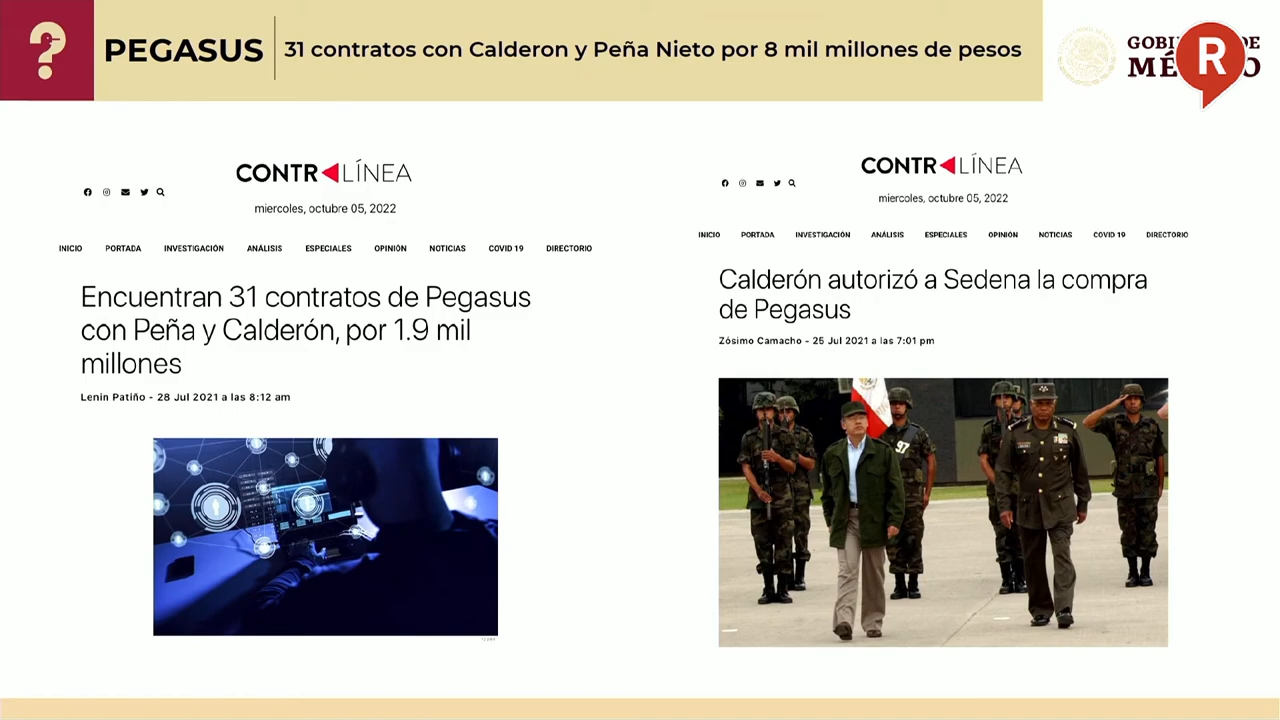 ?
PEGASUS
31 contratos con Calderon y Peña Nieto por 8 mil millones de pesos
R
CONTR LÍNEA
miercoles, octubre 05, 2022
INICIO PORTADA INVESTIGACIÓN ANÁLISIS ESPECIALES OPINIÓN NOTICIAS COVID 19 DIRECTORIO
Encuentran 31 contratos de Pegasus
con Peña y Calderón, por 1.9 mil
millones
Lenin Patiño - 28 Jul 2021 a las 8:12 am
CONTR LÍNEA
miercoles, octubre 05, 2022
INICIO PORTADA INVESTIGACIÓN ANÁLISIS ESPECIALES OPINIÓN NOTICIAS COVID 19 DIRECTORIO
Calderón autorizó a Sedena la compra
de Pegasus
Zósimo Camacho - 25 Jul 2021 a las 7:01 pm
97